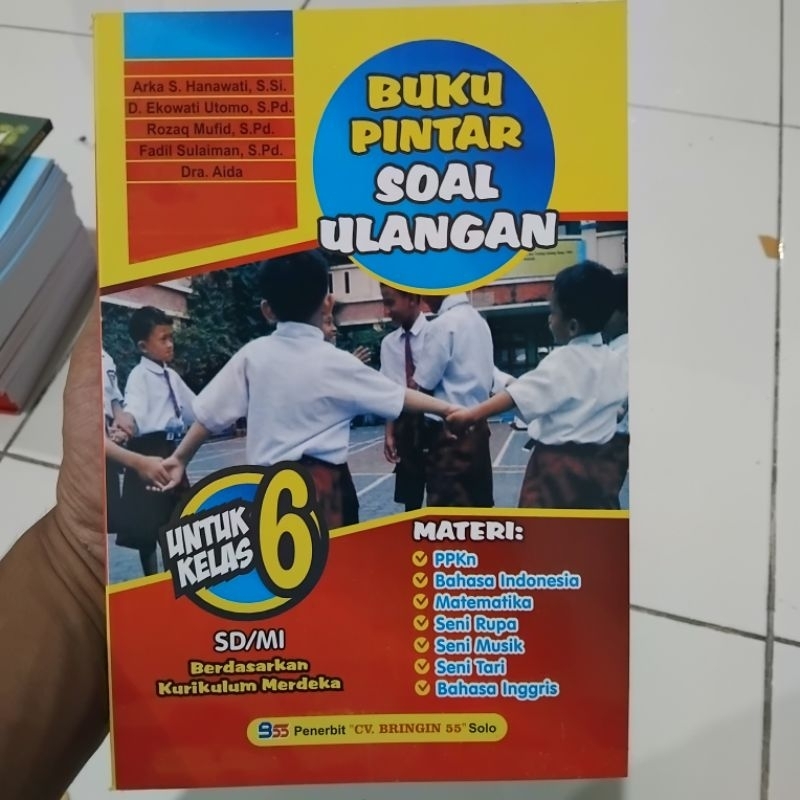 Arka S. Hanawati, S.Si.
D. Ekowati Utomo, S.Pd.
Rozaq Mufid, S.Pd.
Fadil Sulaiman, S.Pd.
Dra. Aida
BUKU
PINTAR
SOAL
ULANGAN
UNTUK
KELAS
6
SD/MI
Berdasarkan
Kurikulum Merdeka
MATERI:
PPKn
Bahasa Indonesia
Matematika
Seni Rupa
Seni Musik
Seni Tari
Bahasa Inggris
B55 Penerbit "CV. BRINGIN 55" Solo